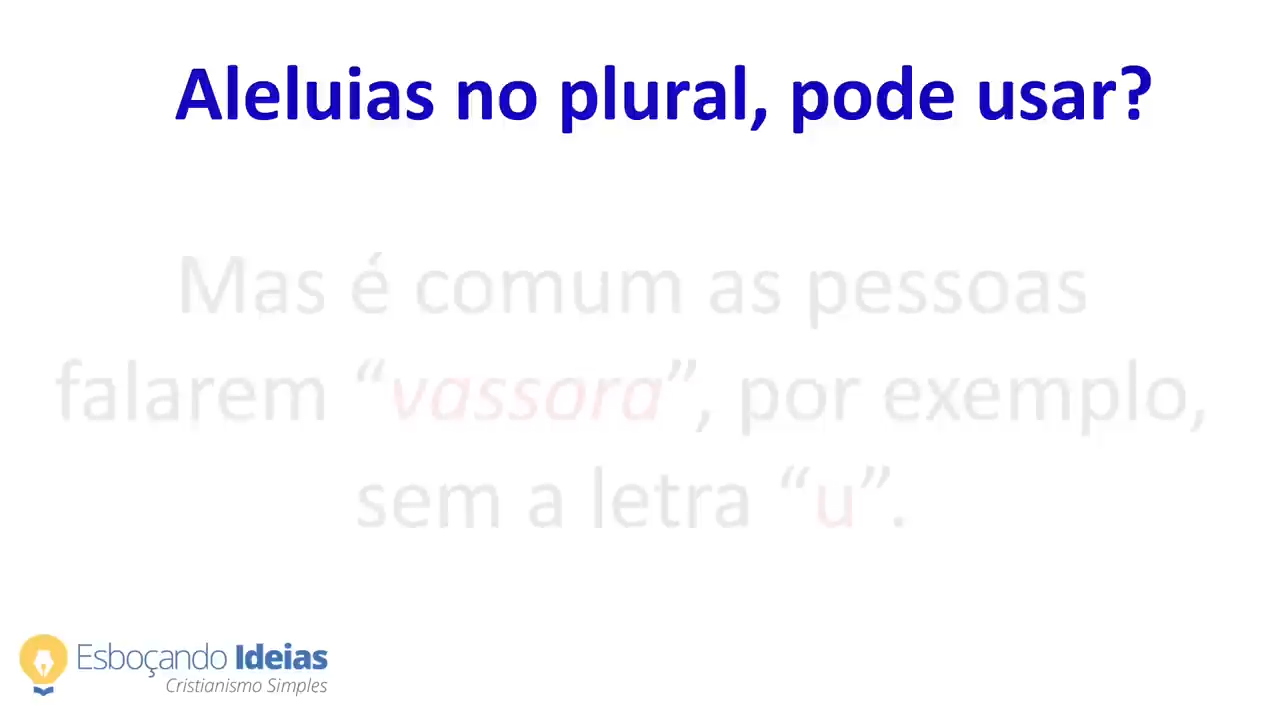 Aleluias no plural, pode usar?
Mas é comum as pessoas
falarem “vassora”, por exemplo,
sem a letra “u”.
Esboçando Ideias
Cristianismo Simples